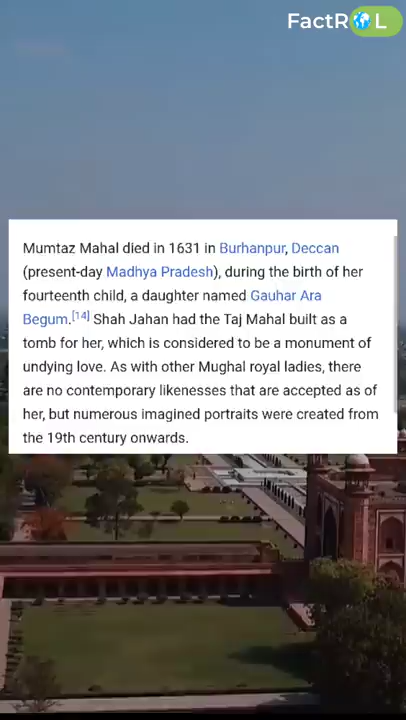 FactR🌍L
Mumtaz Mahal died in 1631 in Burhanpur, Deccan
(present-day Madhya Pradesh), during the birth of her
fourteenth child, a daughter named Gauhar Ara
Begum.[14] Shah Jahan had the Taj Mahal built as a
tomb for her, which is considered to be a monument of
undying love. As with other Mughal royal ladies, there
are no contemporary likenesses that are accepted as of
her, but numerous imagined portraits were created from
the 19th century onwards.